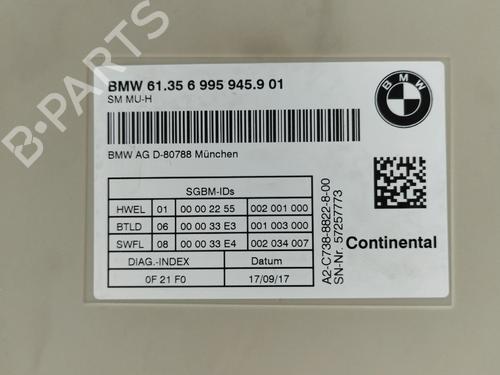 B-PARTS
BMW 61.35 6 995 945.9 01
SM MU-H
BMW
BMW AG D-80788 München
SGBM-IDs
HWEL 01 00 00 22 55 002 001 000
BTLD 06 00 00 33 E3 001 003 000
SWFL 08 00 00 33 E4 002 034 007
DIAG.-INDEX Datum
0F 21 F0 17/09/17
Continental
A2-C738-8822-8-00
SN-Nr. 57257773